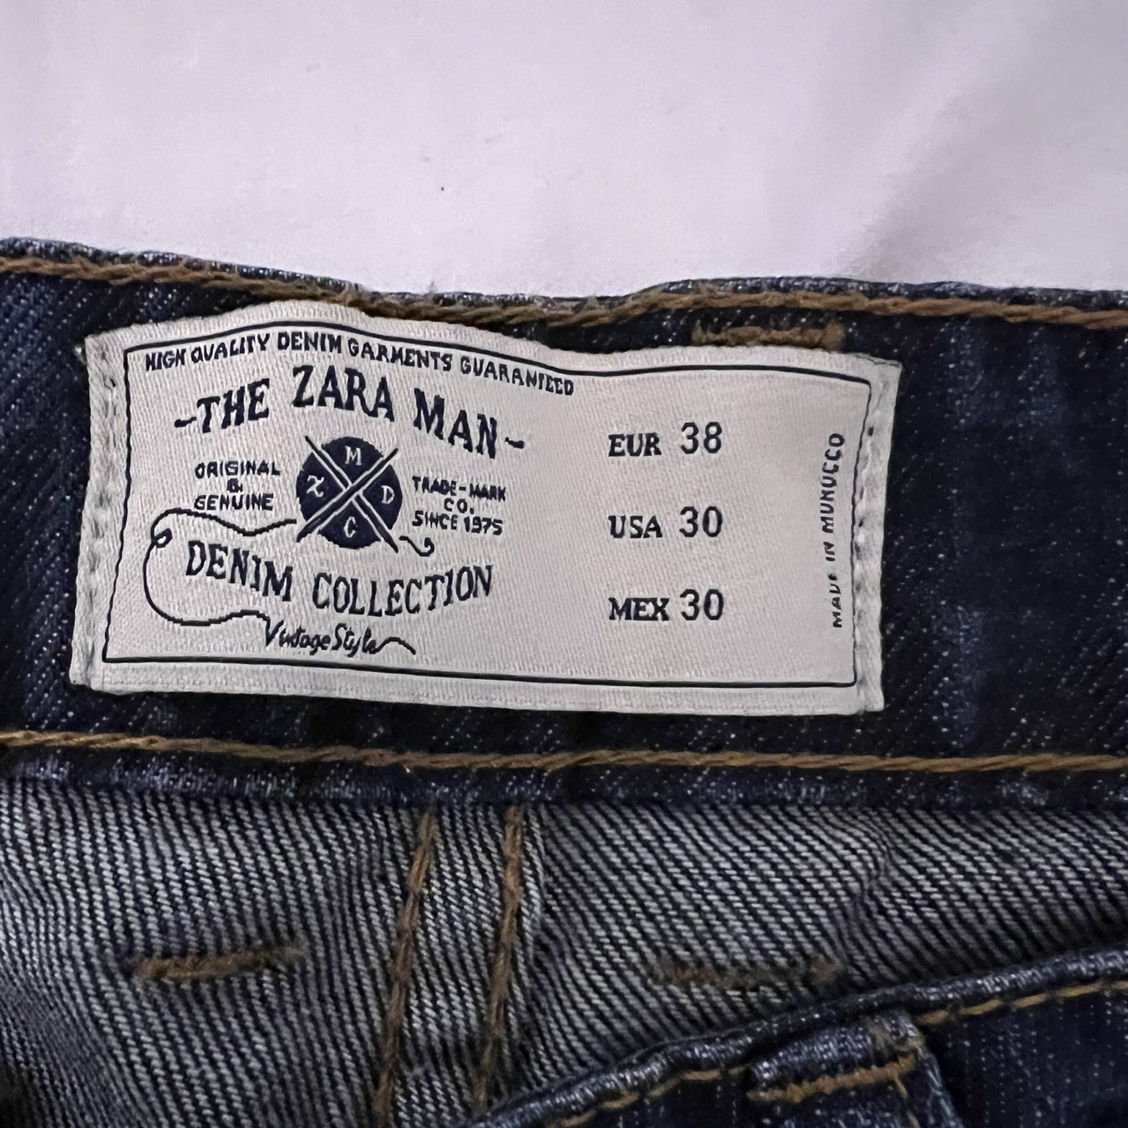 HIGH QUALITY DENIM GARMENTS GUARANTEED
-THE ZARA MAN-
ORIGINAL
&
GENUINE
M
Z D
C
TRADE-MARK
CO.
SINCE 1975
DENIM COLLECTION
Vintage Style
EUR 38
USA 30
MEX 30
MADE IN MOROCCO